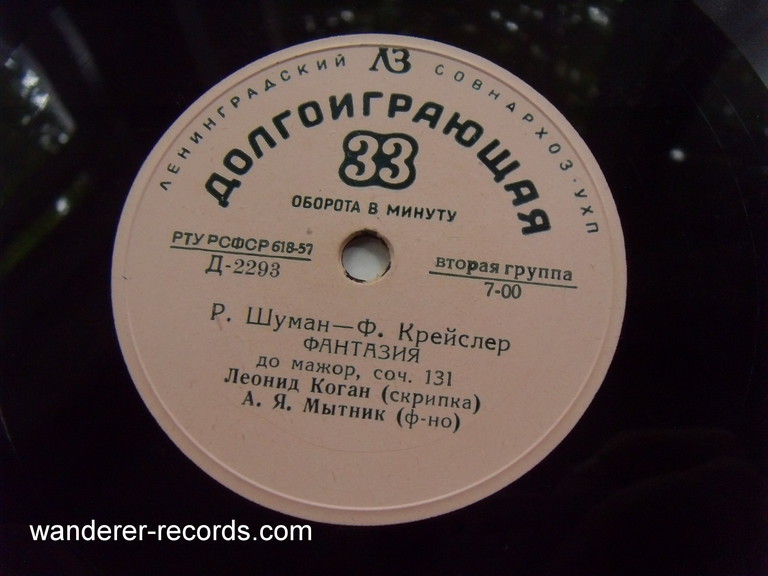 ЛЕНИНГРАДСКИЙ ЛЗ СОВНАРХОЗ·УХП
ДОЛГОИГРАЮЩАЯ
33
ОБОРОТА В МИНУТУ
РТУ РСФСР 618-57
Д-2293
вторая группа
7-00
Р. Шуман—Ф. Крейслер
ФАНТАЗИЯ
до мажор, соч. 131
Леонид Коган (скрипка)
А. Я. Мытник (ф-но)
wanderer-records.com